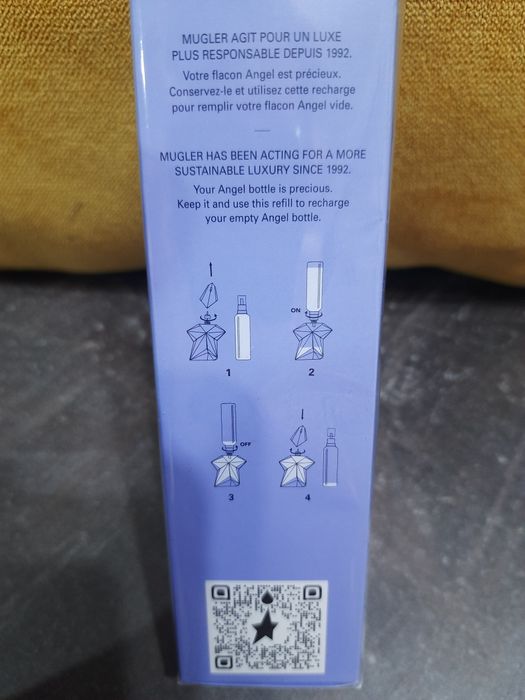 MUGLER AGIT POUR UN LUXE
PLUS RESPONSABLE DEPUIS 1992.
Votre flacon Angel est précieux.
Conservez-le et utilisez cette recharge
pour remplir votre flacon Angel vide.
MUGLER HAS BEEN ACTING FOR A MORE
SUSTAINABLE LUXURY SINCE 1992.
Your Angel bottle is precious.
Keep it and use this refill to recharge
your empty Angel bottle.
ON
1
2
OFF
3
4